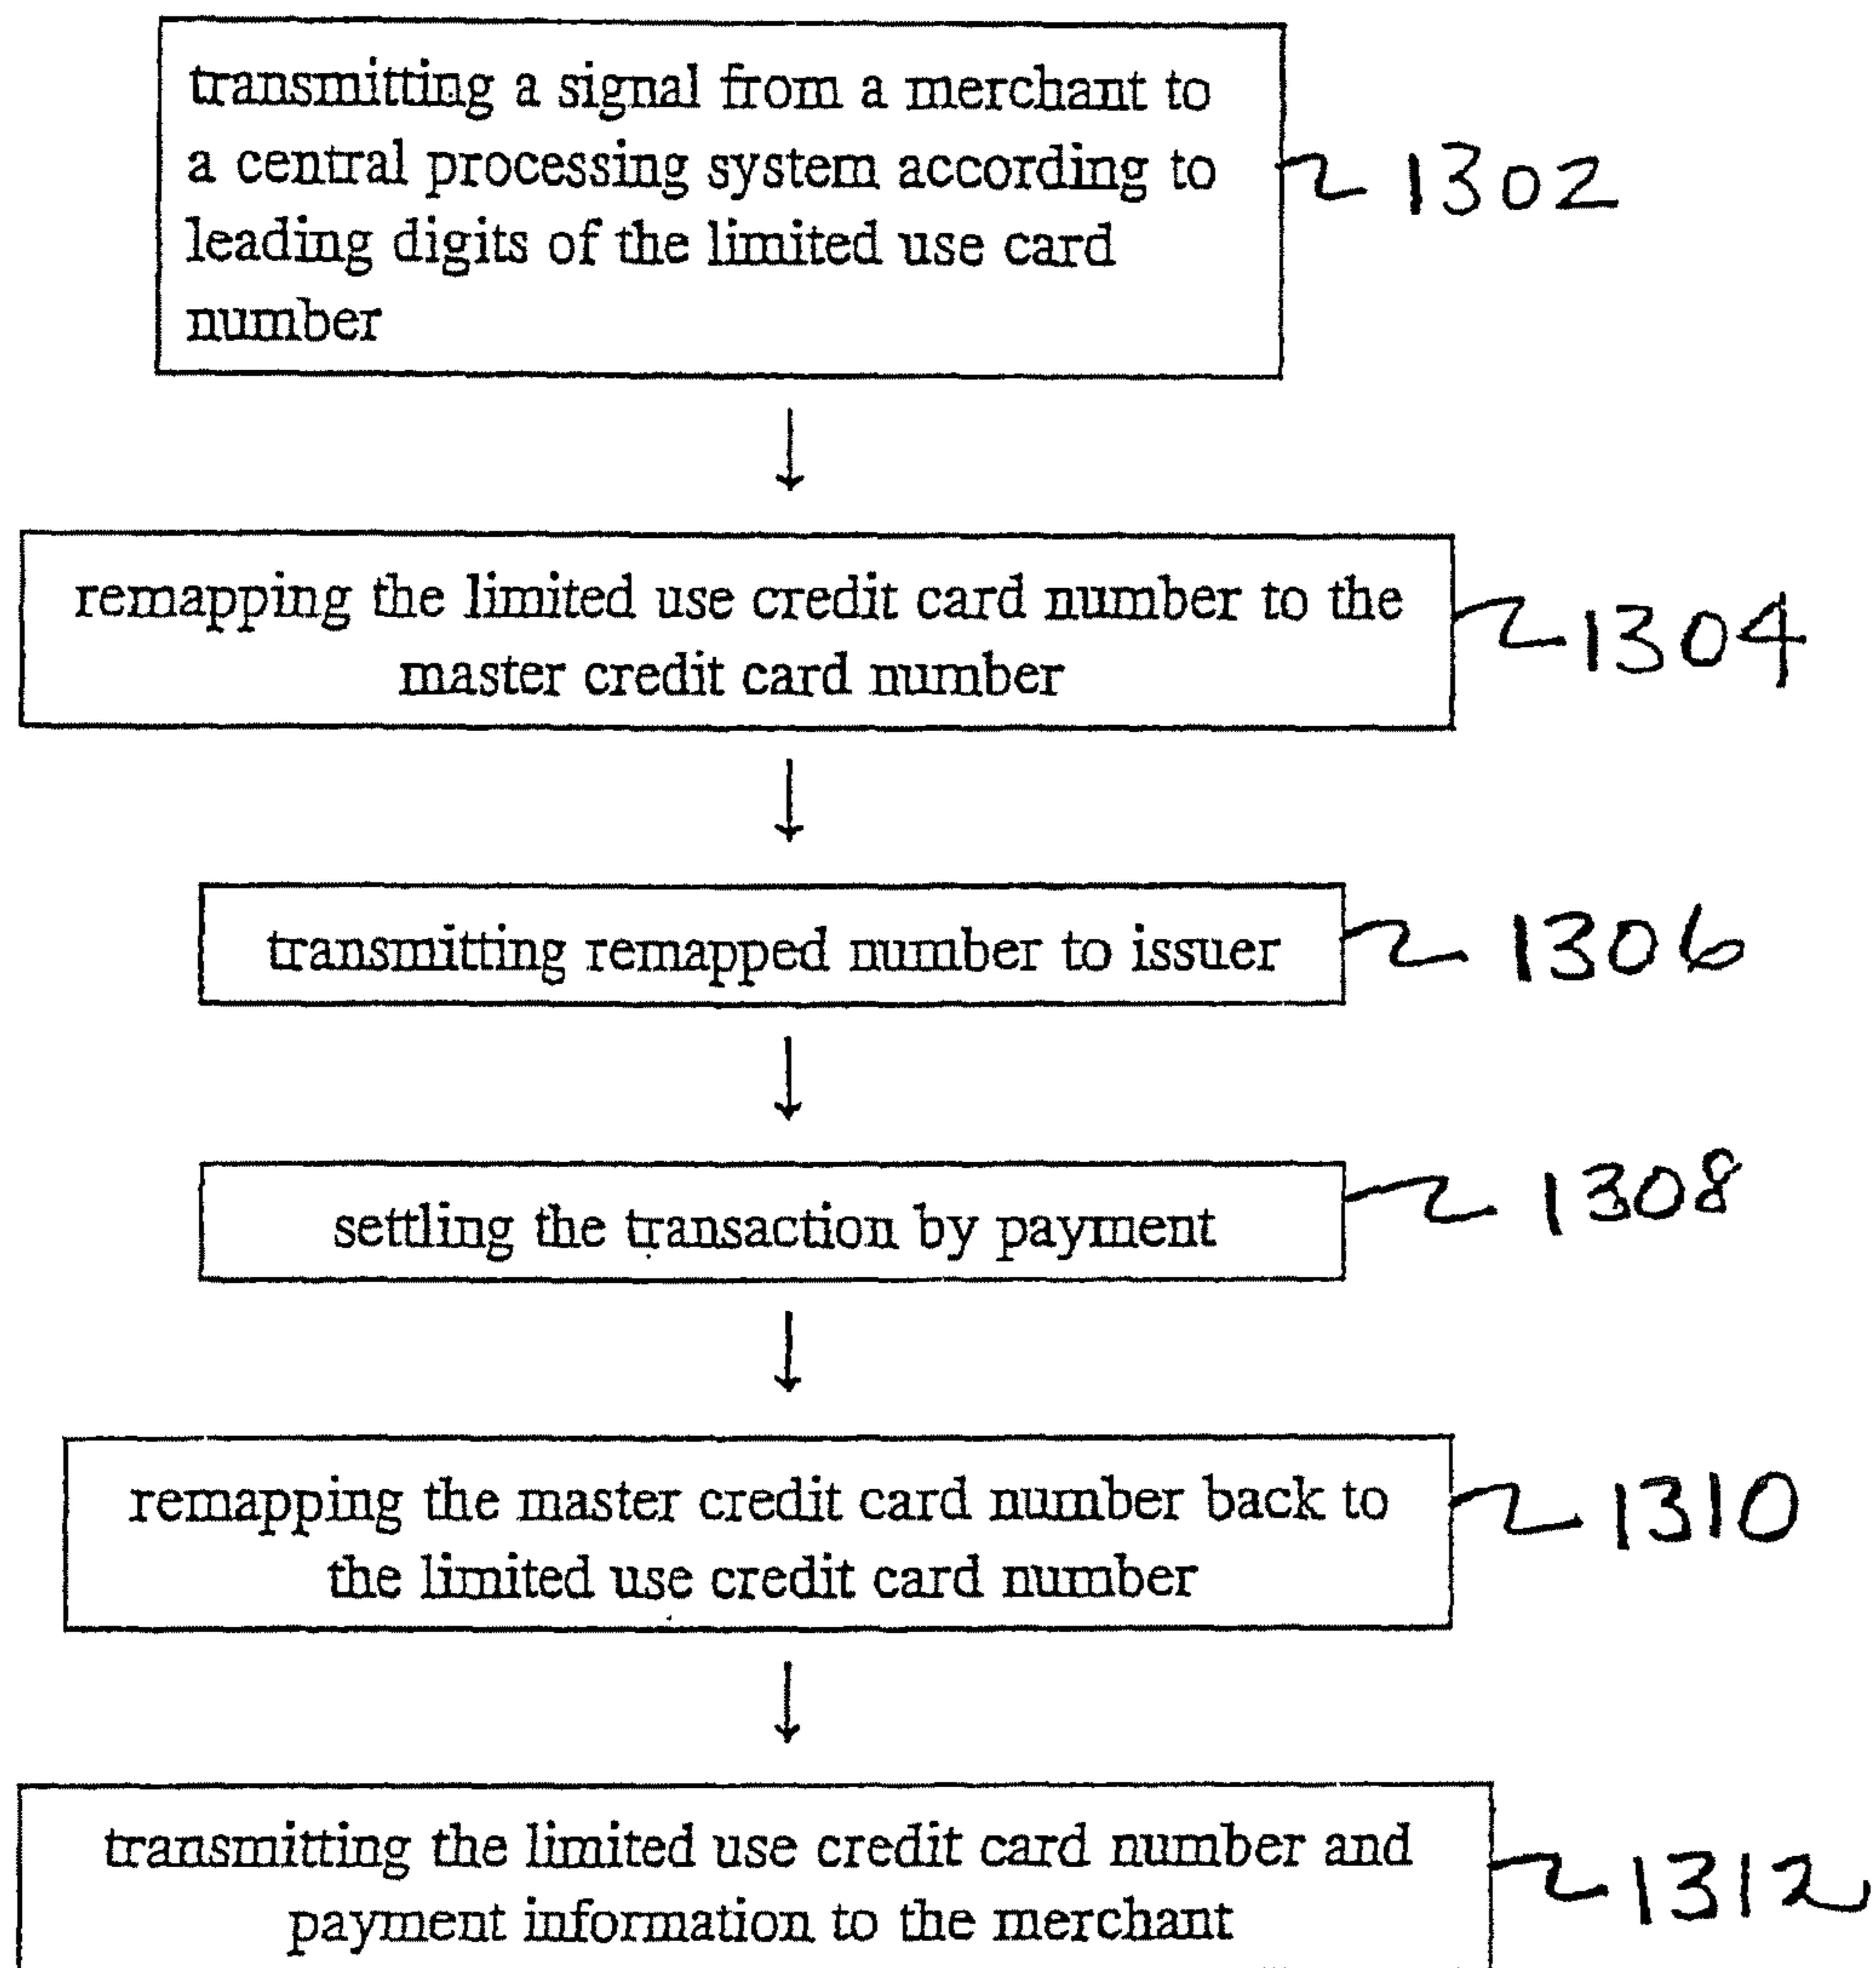 transmitting a signal from a merchant to
a central processing system according to
leading digits of the limited use card
number
1302
remapping the limited use credit card number to the
master credit card number
1304
transmitting remapped number to issuer
1306
settling the transaction by payment
1308
remapping the master credit card number back to
the limited use credit card number
1310
transmitting the limited use credit card number and
payment information to the merchant
1312